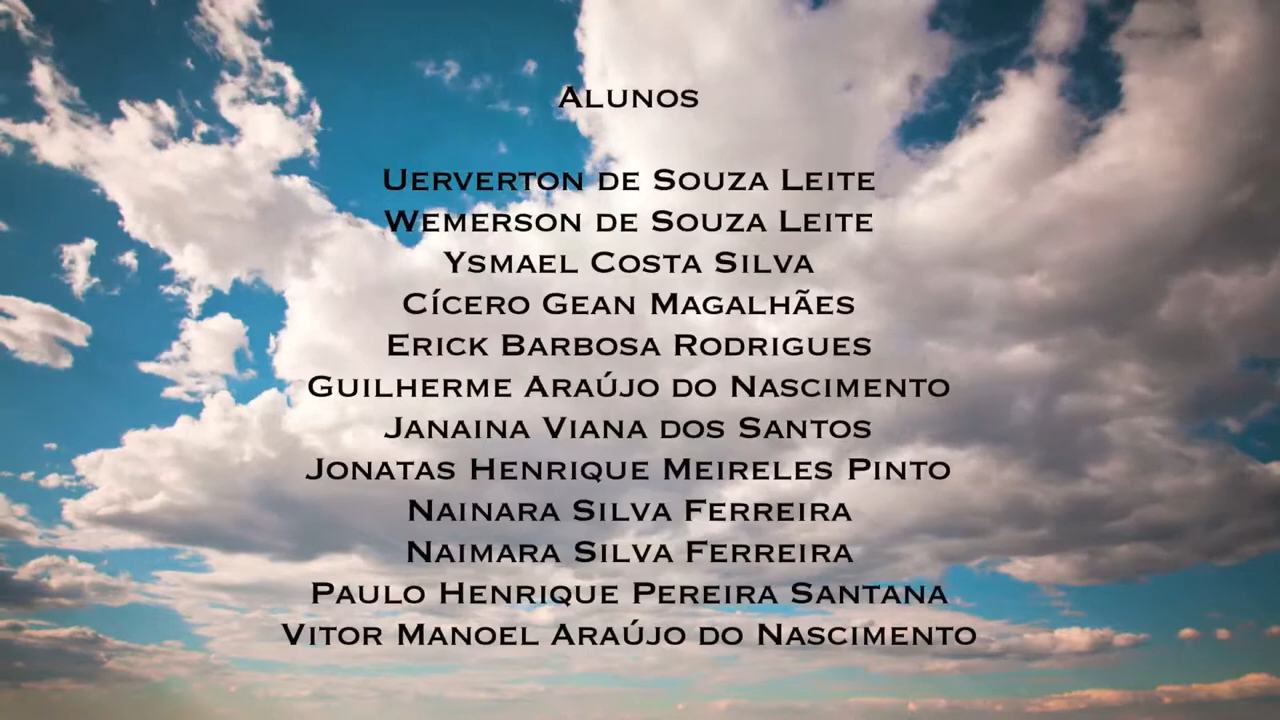 Alunos
Uerverton de Souza Leite
Wemerson de Souza Leite
Ysmael Costa Silva
Cícero Gean Magalhães
Erick Barbosa Rodrigues
Guilherme Araújo do Nascimento
Janaina Viana dos Santos
Jonatas Henrique Meireles Pinto
Nainara Silva Ferreira
Naimara Silva Ferreira
Paulo Henrique Pereira Santana
Vitor Manoel Araújo do Nascimento